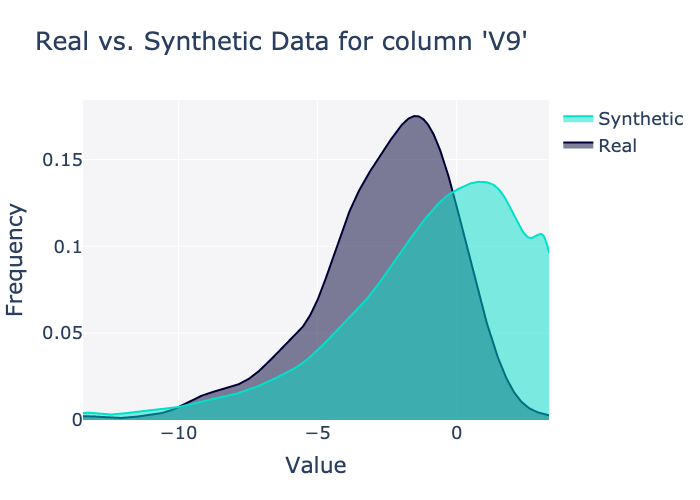 Real vs. Synthetic Data for column 'V9'
Synthetic
Real
0.15
0.1
0.05
0
−10
−5
0
Frequency
Value